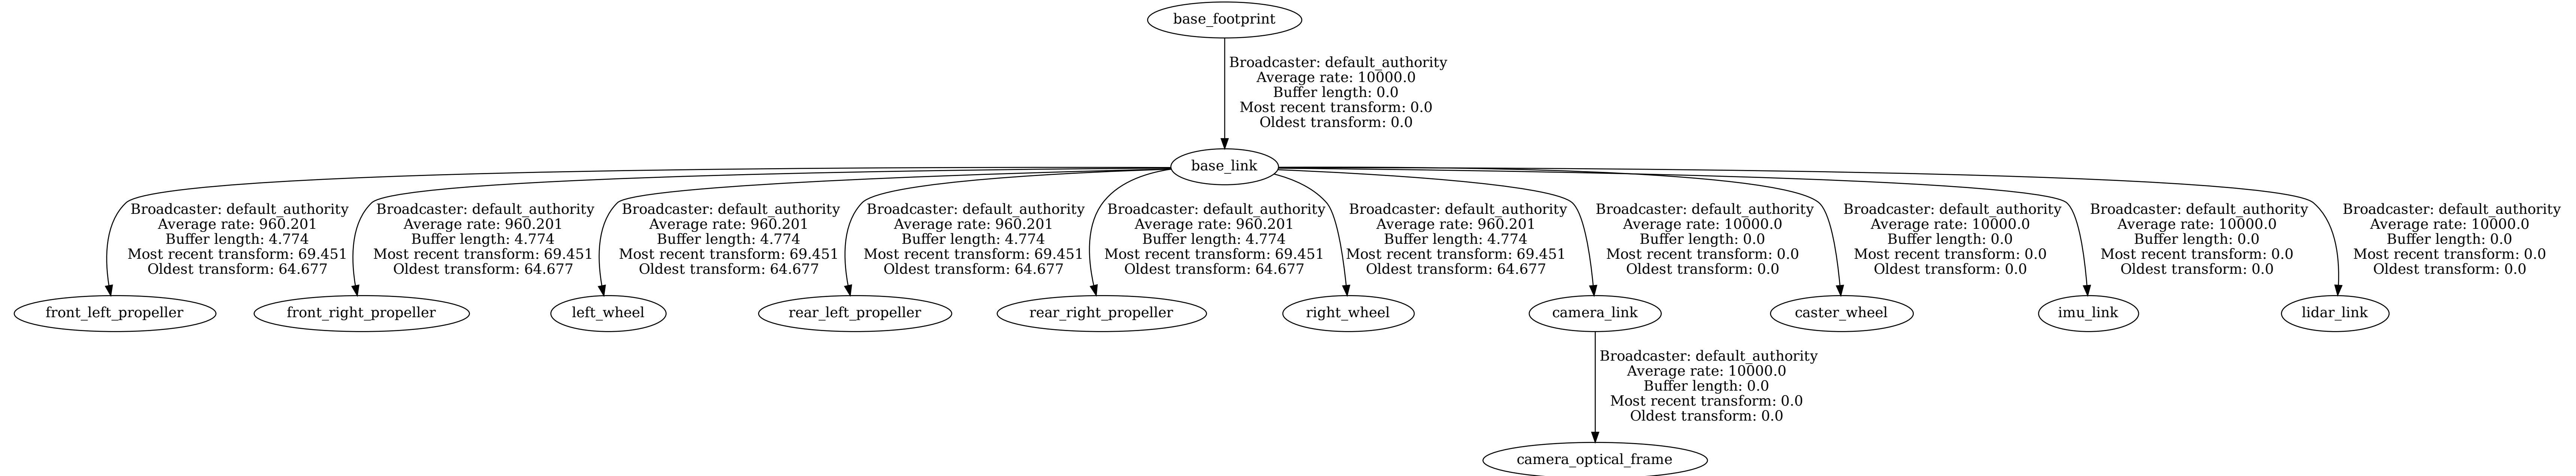 base_footprint
Broadcaster: default_authority
Average rate: 10000.0
Buffer length: 0.0
Most recent transform: 0.0
Oldest transform: 0.0
base_link
Broadcaster: default_authority
Average rate: 960.201
Buffer length: 4.774
Most recent transform: 69.451
Oldest transform: 64.677
Broadcaster: default_authority
Average rate: 960.201
Buffer length: 4.774
Most recent transform: 69.451
Oldest transform: 64.677
Broadcaster: default_authority
Average rate: 960.201
Buffer length: 4.774
Most recent transform: 69.451
Oldest transform: 64.677
Broadcaster: default_authority
Average rate: 960.201
Buffer length: 4.774
Most recent transform: 69.451
Oldest transform: 64.677
Broadcaster: default_authority
Average rate: 960.201
Buffer length: 4.774
Most recent transform: 69.451
Oldest transform: 64.677
Broadcaster: default_authority
Average rate: 960.201
Buffer length: 4.774
Most recent transform: 69.451
Oldest transform: 64.677
Broadcaster: default_authority
Average rate: 10000.0
Buffer length: 0.0
Most recent transform: 0.0
Oldest transform: 0.0
Broadcaster: default_authority
Average rate: 10000.0
Buffer length: 0.0
Most recent transform: 0.0
Oldest transform: 0.0
Broadcaster: default_authority
Average rate: 10000.0
Buffer length: 0.0
Most recent transform: 0.0
Oldest transform: 0.0
Broadcaster: default_authority
Average rate: 10000.0
Buffer length: 0.0
Most recent transform: 0.0
Oldest transform: 0.0
front_left_propeller
front_right_propeller
left_wheel
rear_left_propeller
rear_right_propeller
right_wheel
camera_link
caster_wheel
imu_link
lidar_link
Broadcaster: default_authority
Average rate: 10000.0
Buffer length: 0.0
Most recent transform: 0.0
Oldest transform: 0.0
camera_optical_frame